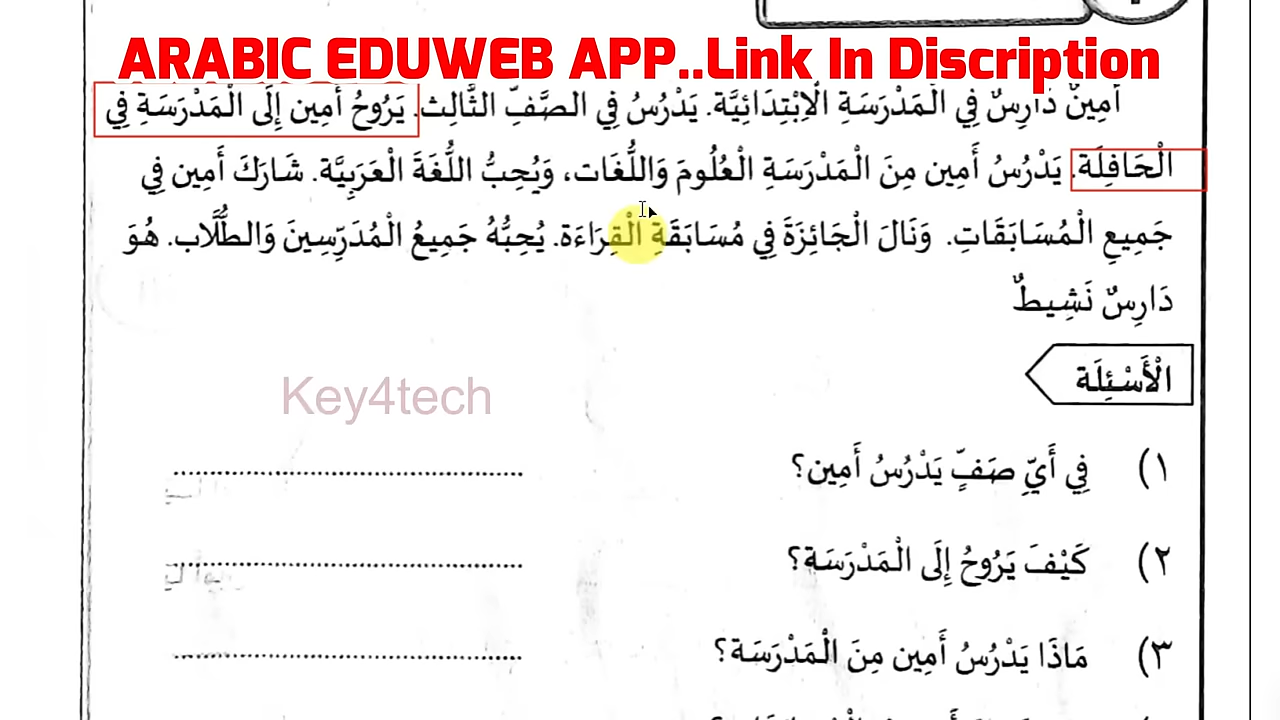 ARABIC EDUWEB APP..Link In Discription
أَمِينٌ دَارِسٌ فِي الْمَدْرَسَةِ الْاِبْتِدَائِيَّة. يَدْرُسُ فِي الصَّفِّ الثَّالِث. يَرُوحُ أَمِين إِلَى الْمَدْرَسَةِ فِي
الْحَافِلَة. يَدْرُسُ أَمِين مِنَ الْمَدْرَسَةِ الْعُلُومَ وَاللُّغَات، وَيُحِبُّ اللُّغَةَ الْعَرَبِيَّة. شَارَكَ أَمِين فِي
جَمِيعِ الْمُسَابَقَاتِ. وَنَالَ الْجَائِزَةَ فِي مُسَابَقَةِ الْقِرَاءَة. يُحِبُّهُ جَمِيعُ الْمُدَرِّسِينَ وَالطُّلَّاب. هُوَ
دَارِسٌ نَشِيطٌ
الْأَسْئِلَة
Key4tech
١) فِي أَيِّ صَفٍّ يَدْرُسُ أَمِين؟ ........................................
٢) كَيْفَ يَرُوحُ إِلَى الْمَدْرَسَة؟ ........................................
٣) مَاذَا يَدْرُسُ أَمِين مِنَ الْمَدْرَسَة؟ ........................................